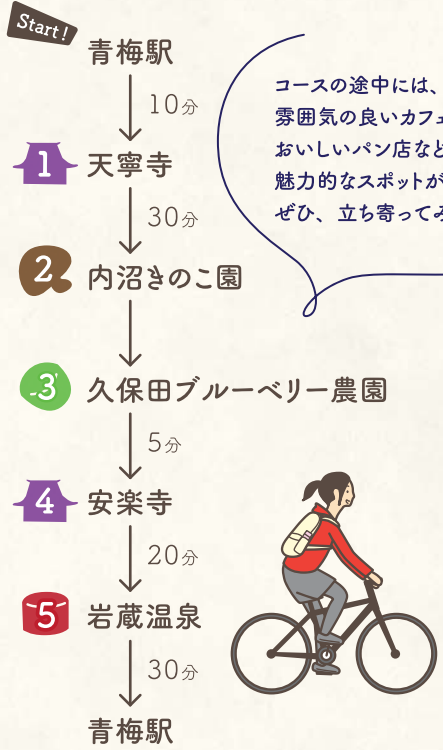 Start!
青梅駅
10分
1 天寧寺
30分
2 内沼きのこ園
3 久保田ブルーベリー農園
5分
4 安楽寺
20分
5 岩蔵温泉
30分
青梅駅
コースの途中には、
雰囲気の良いカフェ
おいしいパン店など
魅力的なスポットが
ぜひ、立ち寄ってみ